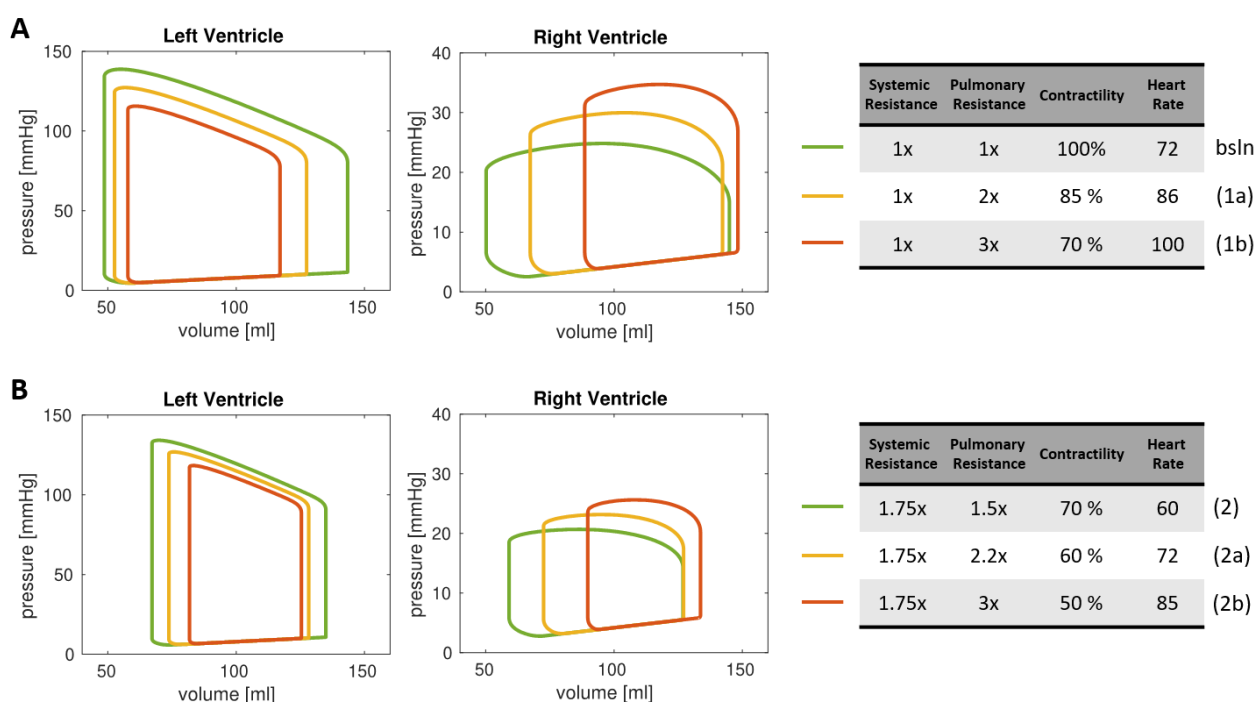 A
Left Ventricle
Right Ventricle
150
100
50
0
pressure [mmHg]
50
100
150
volume [ml]
40
30
20
10
0
pressure [mmHg]
50
100
150
volume [ml]
Systemic Resistance Pulmonary Resistance Contractility Heart Rate
1x 1x 100% 72 bsln
1x 2x 85 % 86 (1a)
1x 3x 70 % 100 (1b)
B
Left Ventricle
Right Ventricle
150
100
50
0
pressure [mmHg]
50
100
150
volume [ml]
40
30
20
10
0
pressure [mmHg]
50
100
150
volume [ml]
Systemic Resistance Pulmonary Resistance Contractility Heart Rate
1.75x 1.5x 70 % 60 (2)
1.75x 2.2x 60 % 72 (2a)
1.75x 3x 50 % 85 (2b)